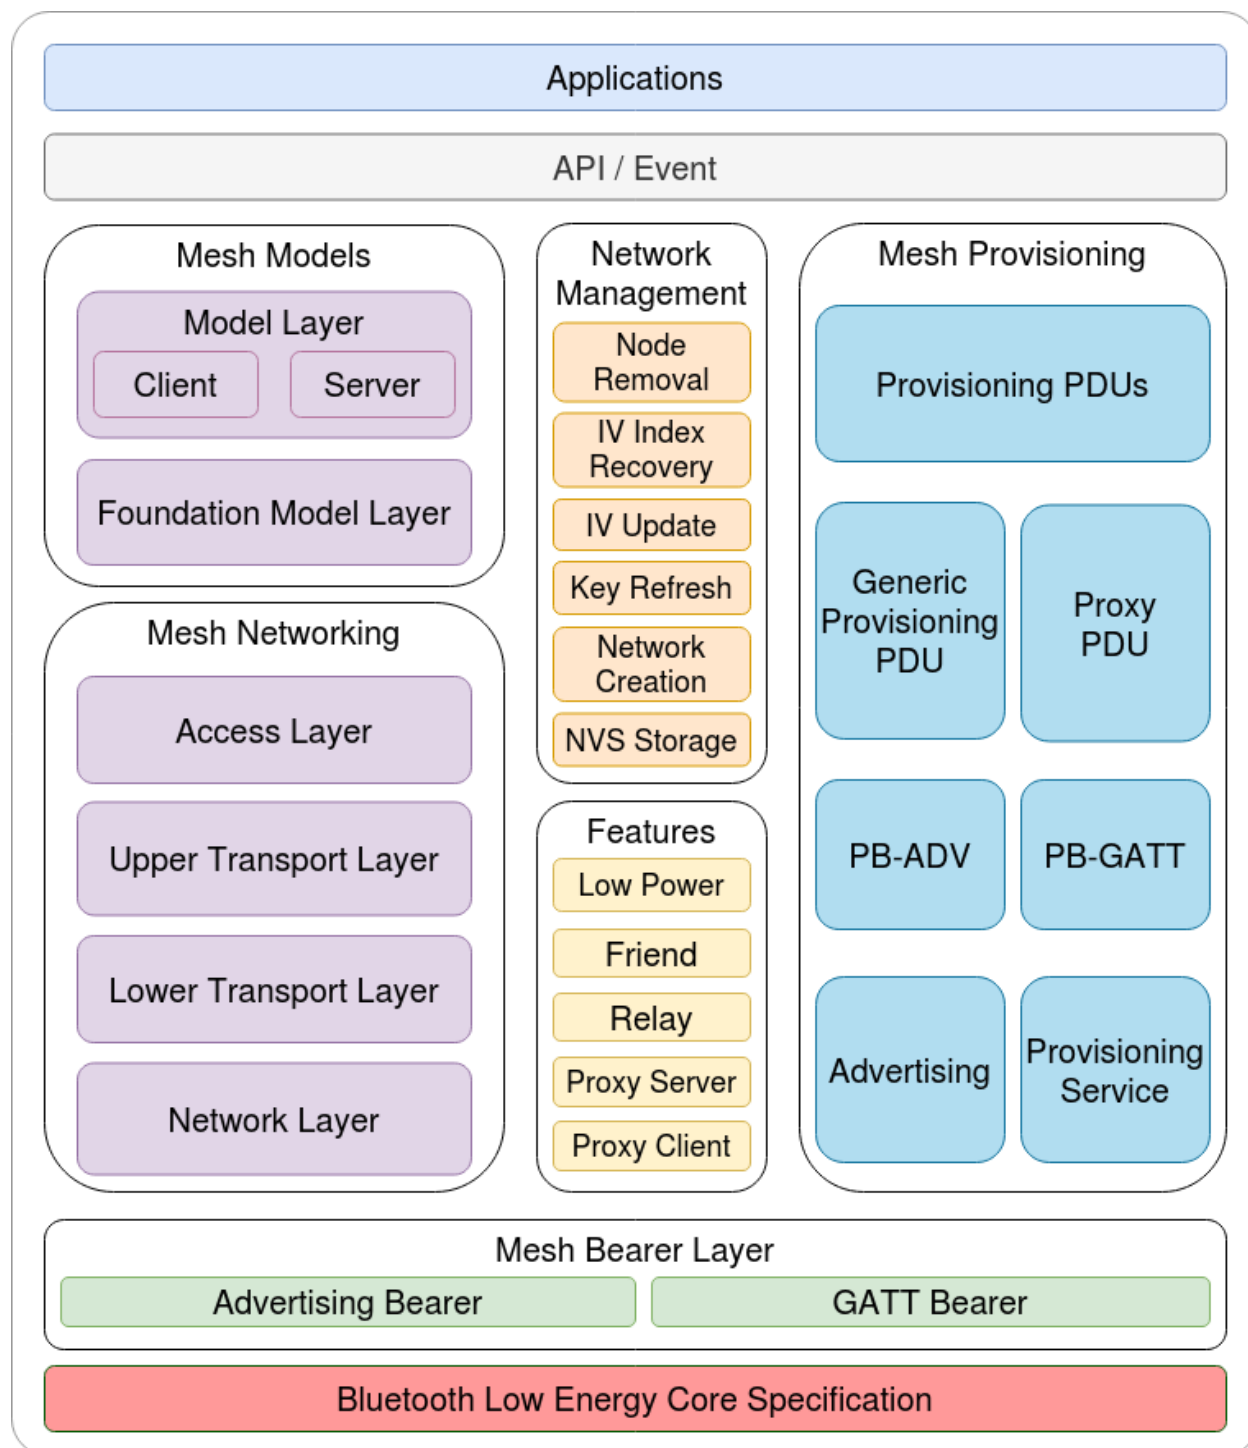 Applications
API / Event
Mesh Models
Model Layer
Client
Server
Foundation Model Layer
Mesh Networking
Access Layer
Upper Transport Layer
Lower Transport Layer
Network Layer
Network
Management
Node
Removal
IV Index
Recovery
IV Update
Key Refresh
Network
Creation
NVS Storage
Features
Low Power
Friend
Relay
Proxy Server
Proxy Client
Mesh Provisioning
Provisioning PDUs
Generic
Provisioning
PDU
Proxy
PDU
PB-ADV
PB-GATT
Advertising
Provisioning
Service
Mesh Bearer Layer
Advertising Bearer
GATT Bearer
Bluetooth Low Energy Core Specification